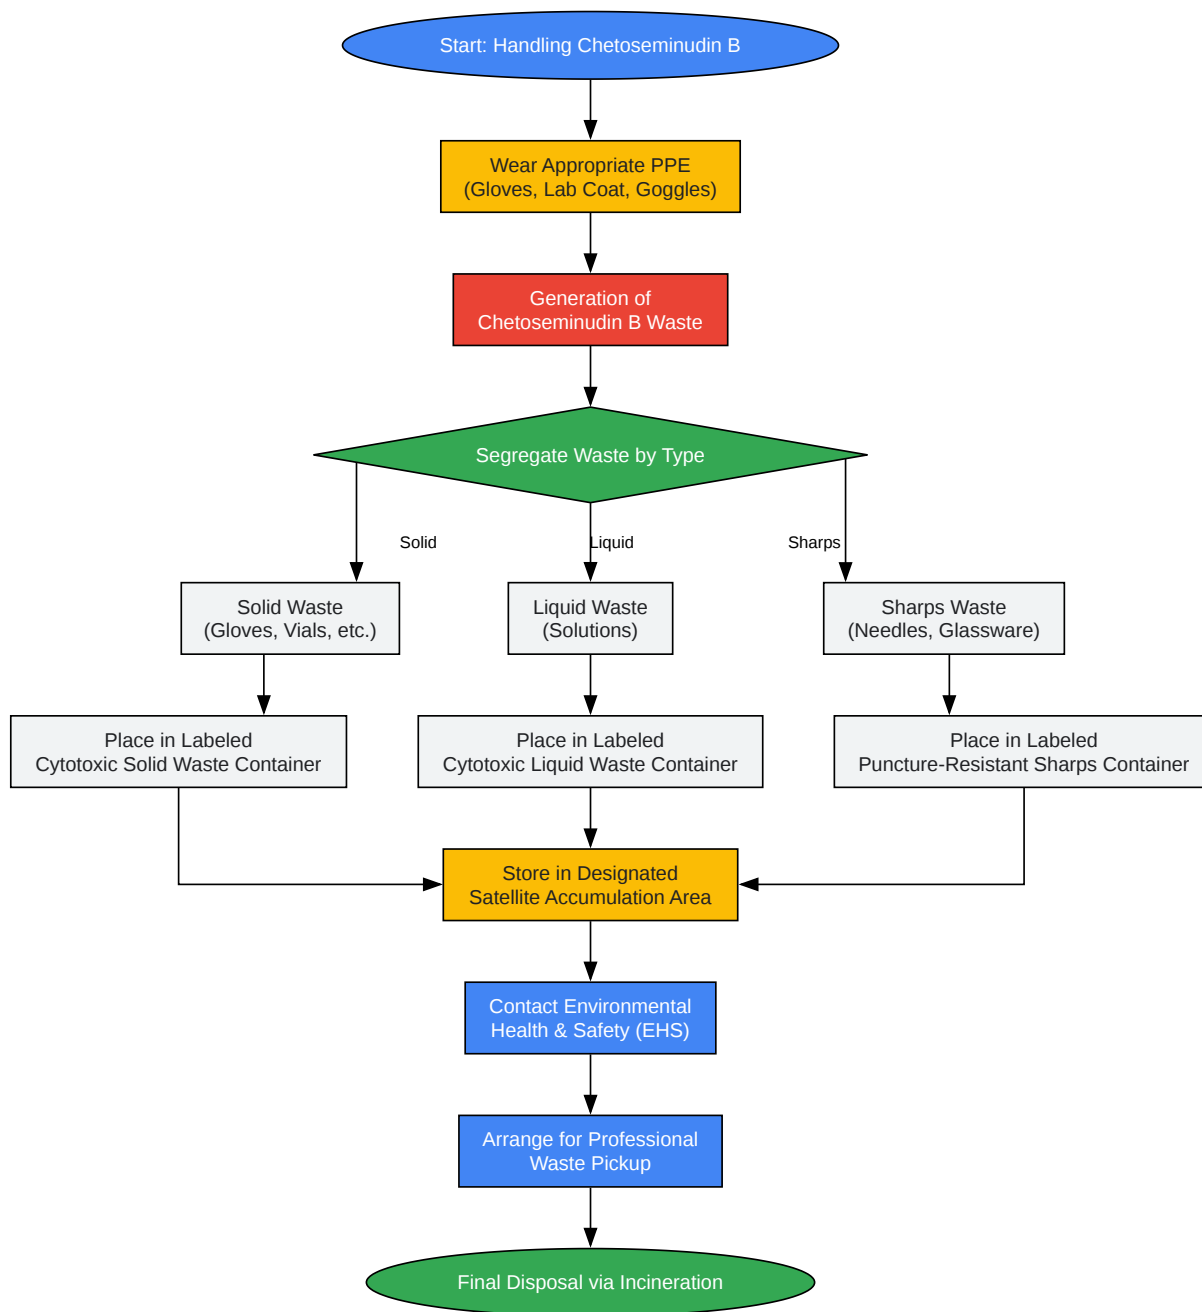 Start: Handling Chetoseminudin B
Wear Appropriate PPE
(Gloves, Lab Coat, Goggles)
Generation of
Chetoseminudin B Waste
Segregate Waste by Type
Solid
Liquid
Sharps
Solid Waste
(Gloves, Vials, etc.)
Liquid Waste
(Solutions)
Sharps Waste
(Needles, Glassware)
Place in Labeled
Cytotoxic Solid Waste Container
Place in Labeled
Cytotoxic Liquid Waste Container
Place in Labeled
Puncture-Resistant Sharps Container
Store in Designated
Satellite Accumulation Area
Contact Environmental
Health & Safety (EHS)
Arrange for Professional
Waste Pickup
Final Disposal via Incineration